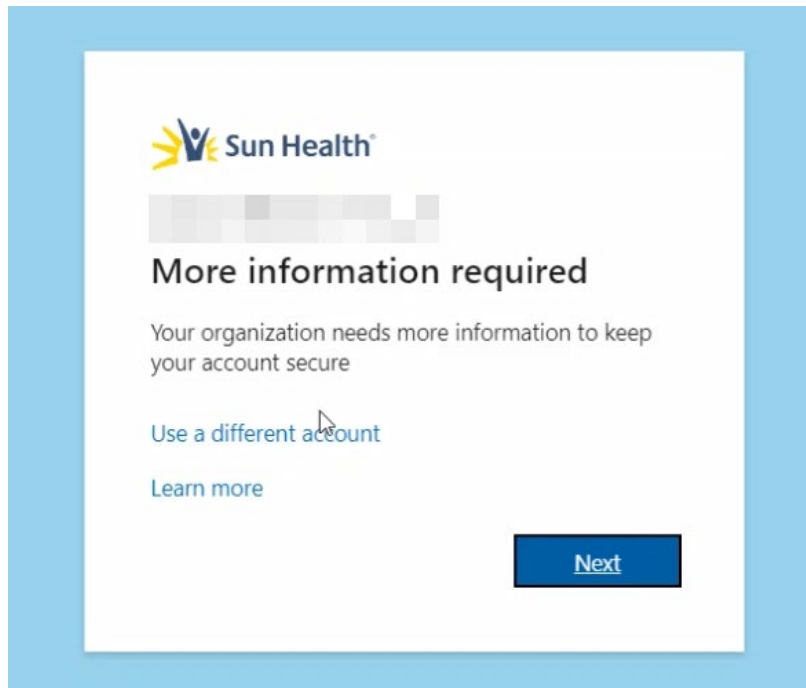 Sun Health®
More information required
Your organization needs more information to keep
your account secure
Use a different account
Learn more
Next